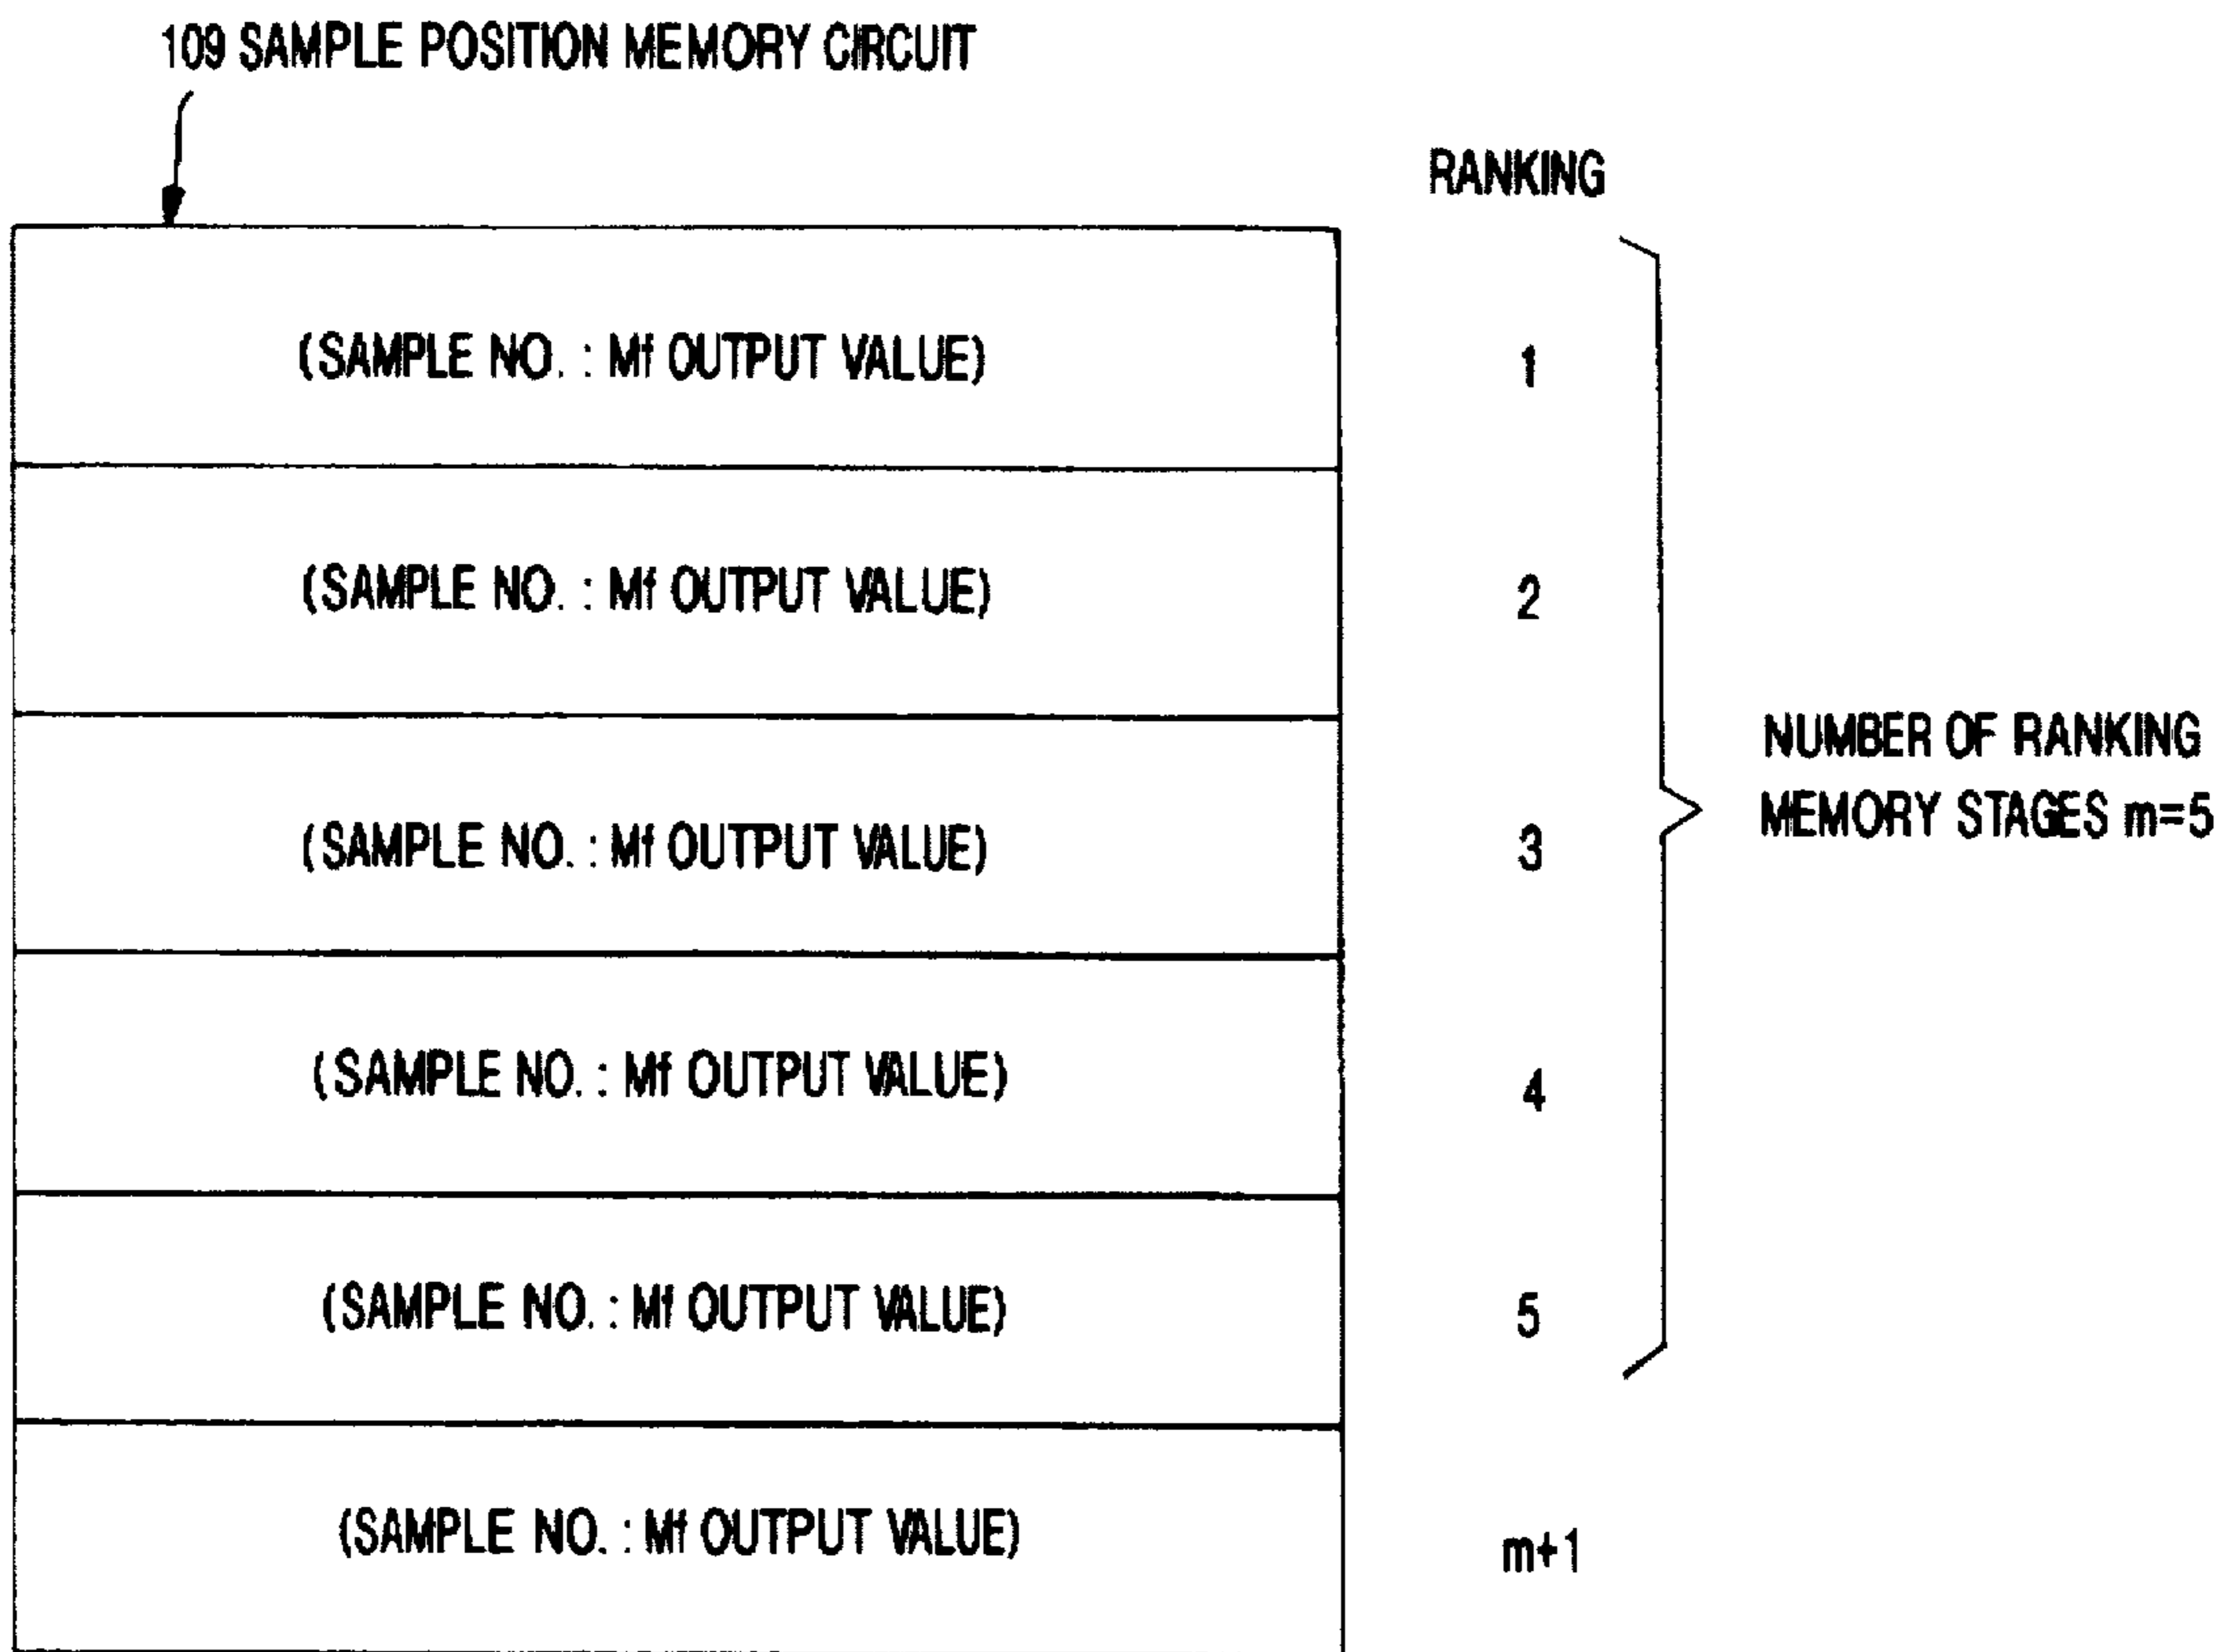 109 SAMPLE POSITION MEMORY CIRCUIT
RANKING
(SAMPLE NO. : Mf OUTPUT VALUE) 1
(SAMPLE NO. : Mf OUTPUT VALUE) 2
NUMBER OF RANKING
MEMORY STAGES m=5
(SAMPLE NO. : Mf OUTPUT VALUE) 3
(SAMPLE NO. : Mf OUTPUT VALUE) 4
(SAMPLE NO. : Mf OUTPUT VALUE) 5
(SAMPLE NO. : Mf OUTPUT VALUE) m+1